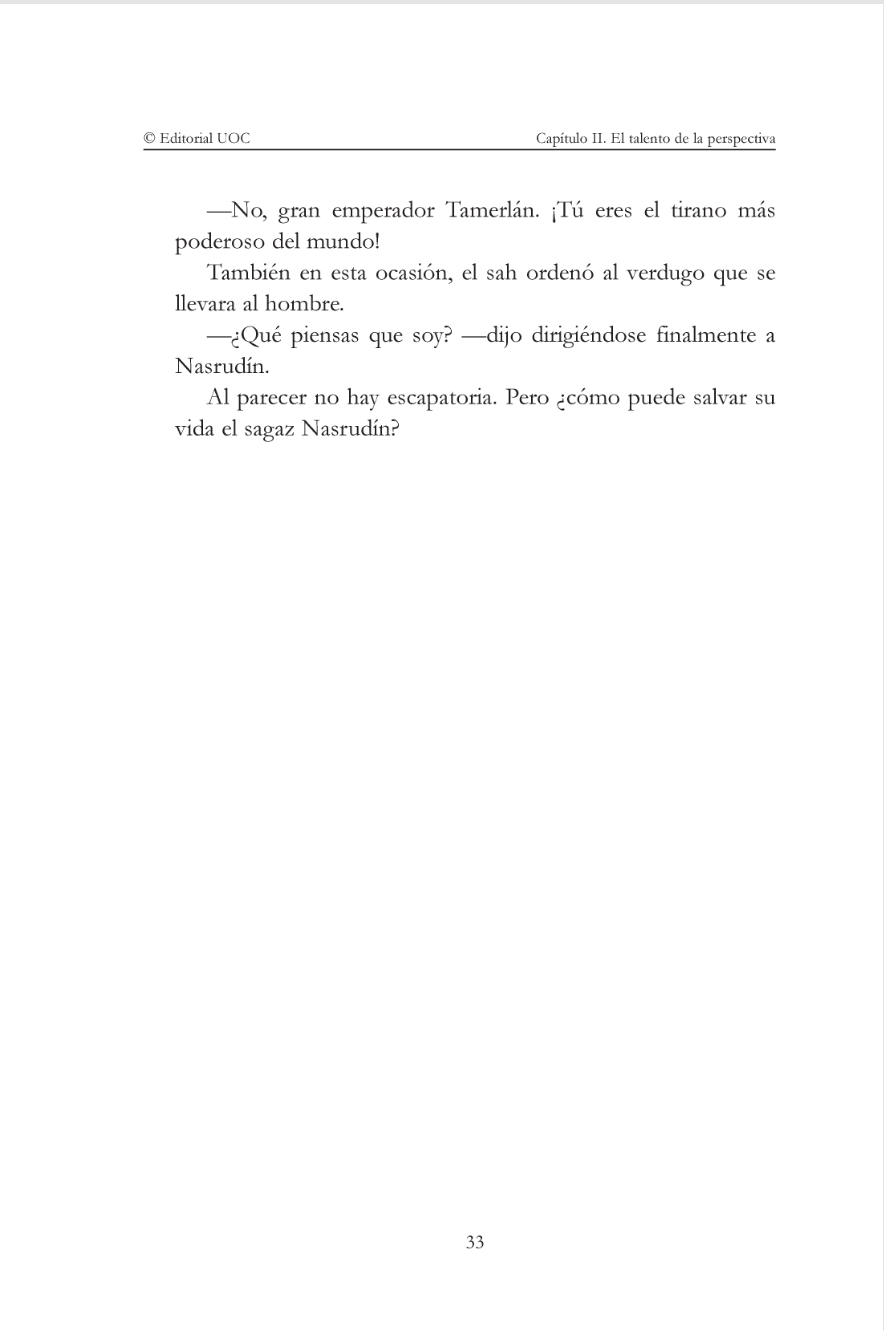 © Editorial UOC Capítulo II. El talento de la perspectiva
—No, gran emperador Tamerlán. ¡Tú eres el tirano más
poderoso del mundo!
También en esta ocasión, el sah ordenó al verdugo que se
llevara al hombre.
—¿Qué piensas que soy? —dijo dirigiéndose finalmente a
Nasrudín.
Al parecer no hay escapatoria. Pero ¿cómo puede salvar su
vida el sagaz Nasrudín?
33